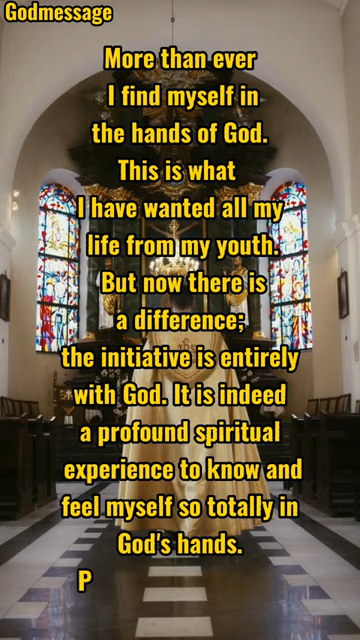 Godmessage
More than ever
I find myself in
the hands of God.
This is what
I have wanted all my
life from my youth.
But now there is
a difference;
the initiative is entirely
with God. It is indeed
a profound spiritual
experience to know and
feel myself so totally in
God's hands.
P